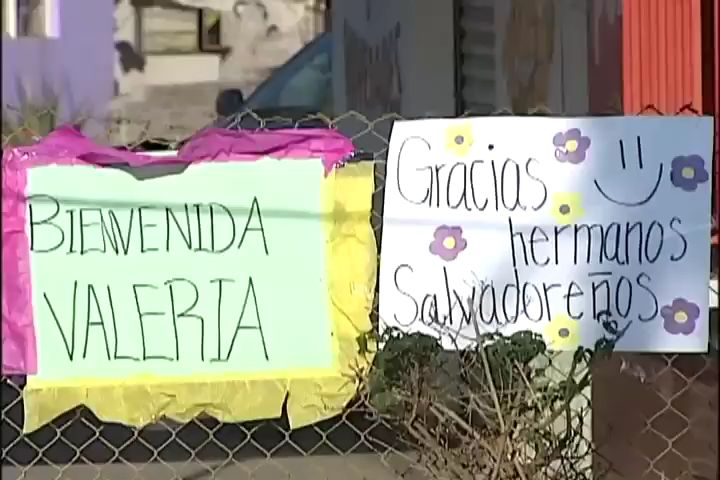 BIENVENIDA
VALERIA
Gracias
hermanos
Salvadoreños